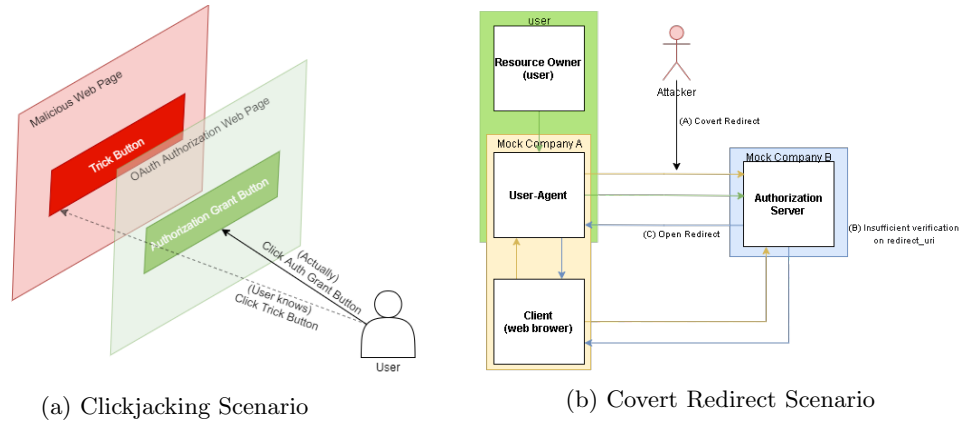 Malicious Web Page
Trick Button
OAuth Authorization Web Page
Authorization Grant Button
(Actually)
Click Auth Grant Button
(User knows)
Click Trick Button
User
(a) Clickjacking Scenario
user
Resource Owner
(user)
Attacker
(A) Covert Redirect
Mock Company A
User-Agent
Mock Company B
Authorization
Server
(B) Insufficient verification
on redirect_uri
(C) Open Redirect
Client
(web brower)
(b) Covert Redirect Scenario